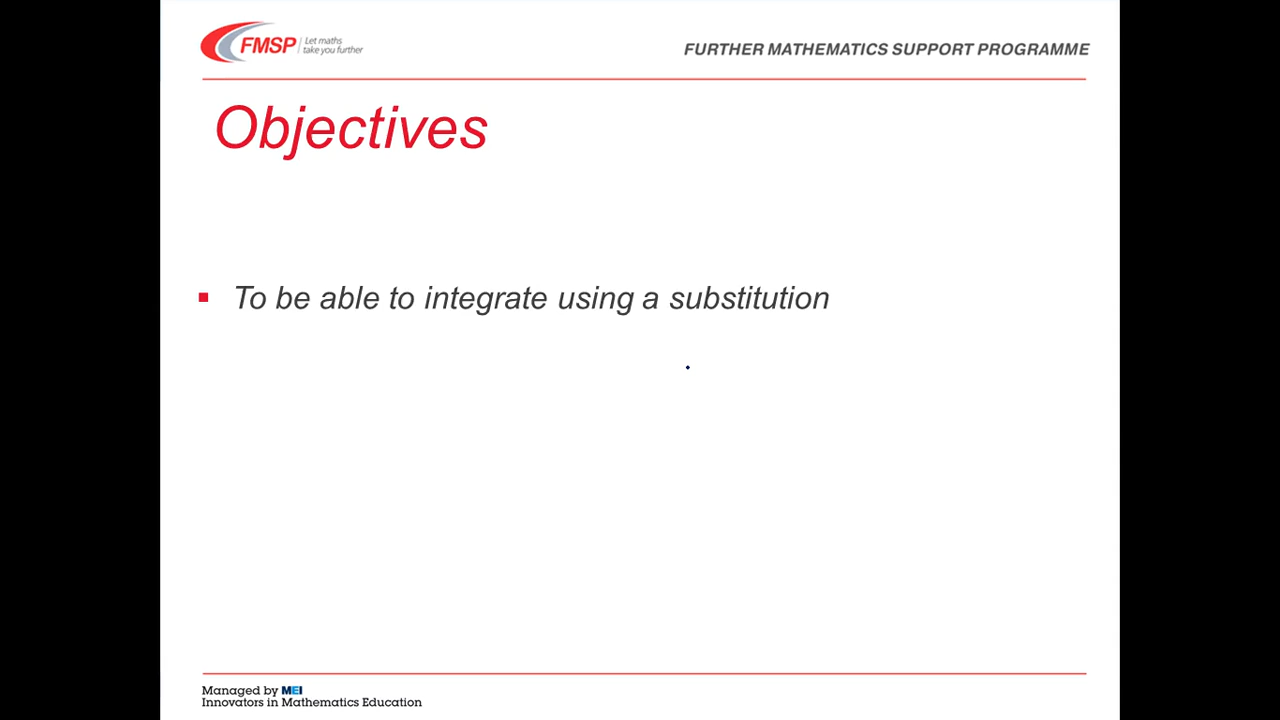 FMSP
Let maths
take you further
FURTHER MATHEMATICS SUPPORT PROGRAMME
Objectives
To be able to integrate using a substitution
Managed by MEI
Innovators in Mathematics Education